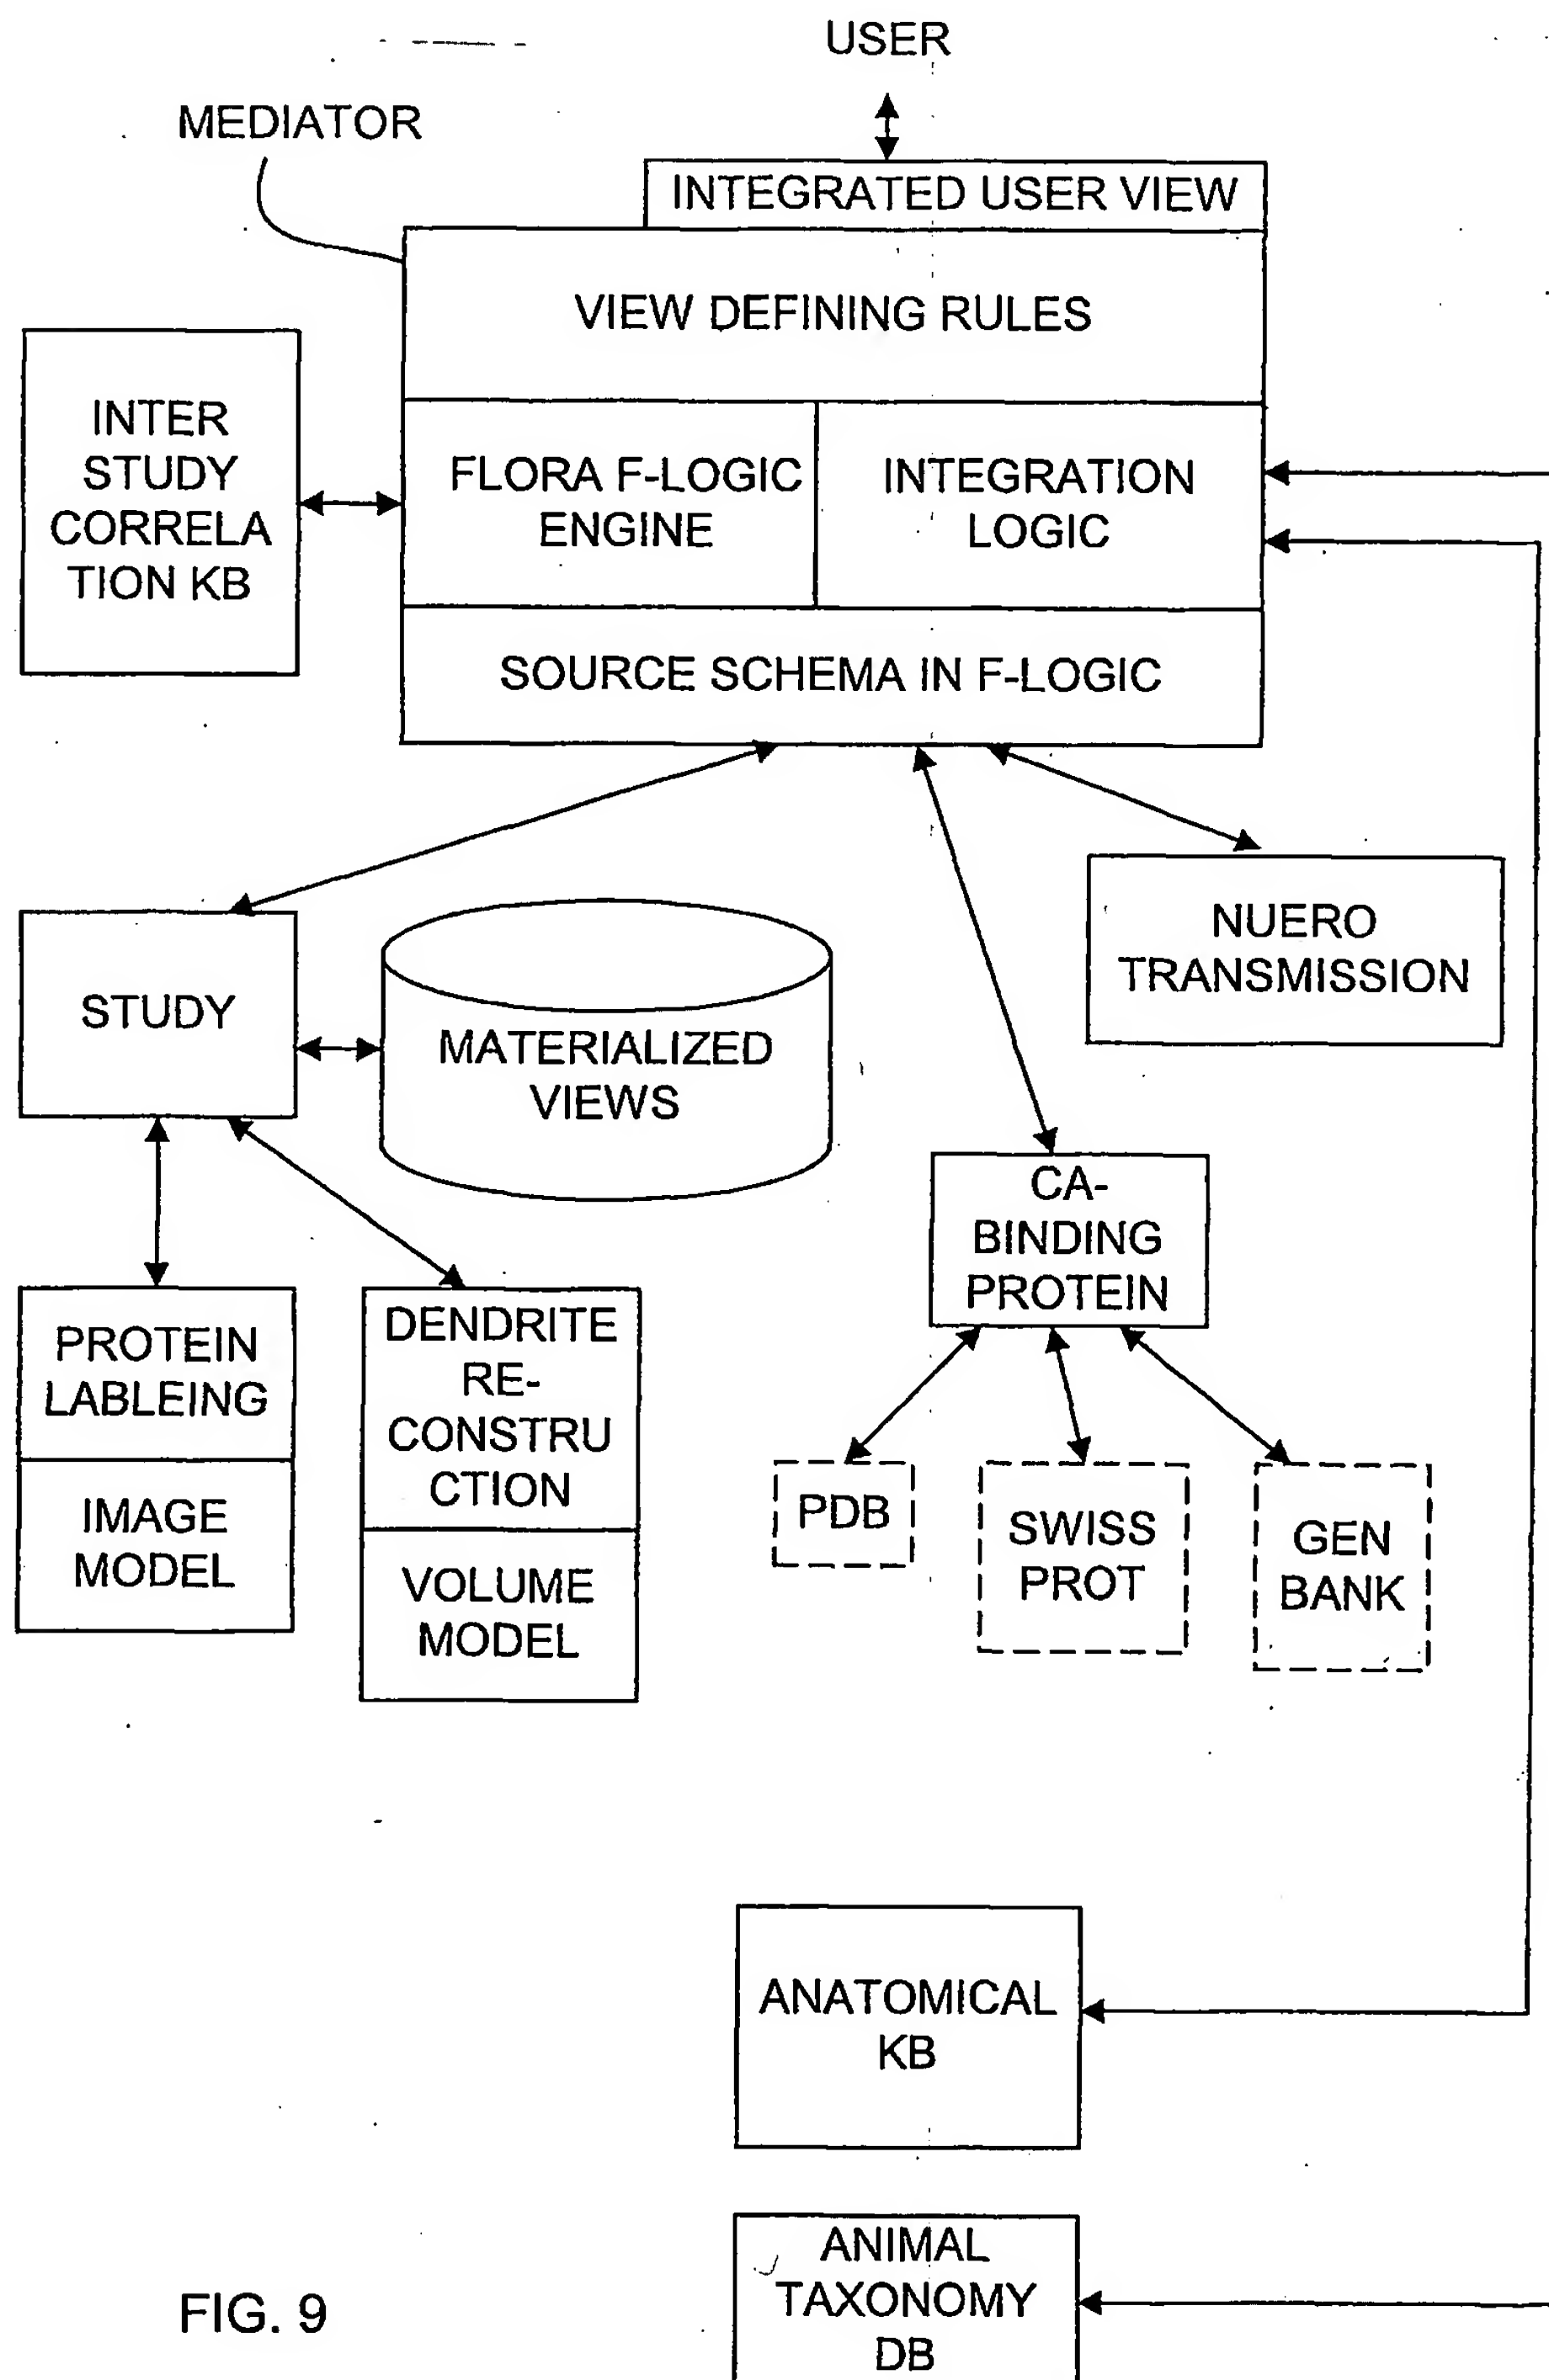 USER
MEDIATOR
INTEGRATED USER VIEW
VIEW DEFINING RULES
INTER
STUDY
CORRELA
TION KB
FLORA F-LOGIC
ENGINE
INTEGRATION
LOGIC
SOURCE SCHEMA IN F-LOGIC
STUDY
MATERIALIZED
VIEWS
NUERO
TRANSMISSION
CA-
BINDING
PROTEIN
PROTEIN
LABLEING
IMAGE
MODEL
DENDRITE
RE-
CONSTRU
CTION
VOLUME
MODEL
PDB
SWISS
PROT
GEN
BANK
ANATOMICAL
KB
ANIMAL
TAXONOMY
DB
FIG. 9